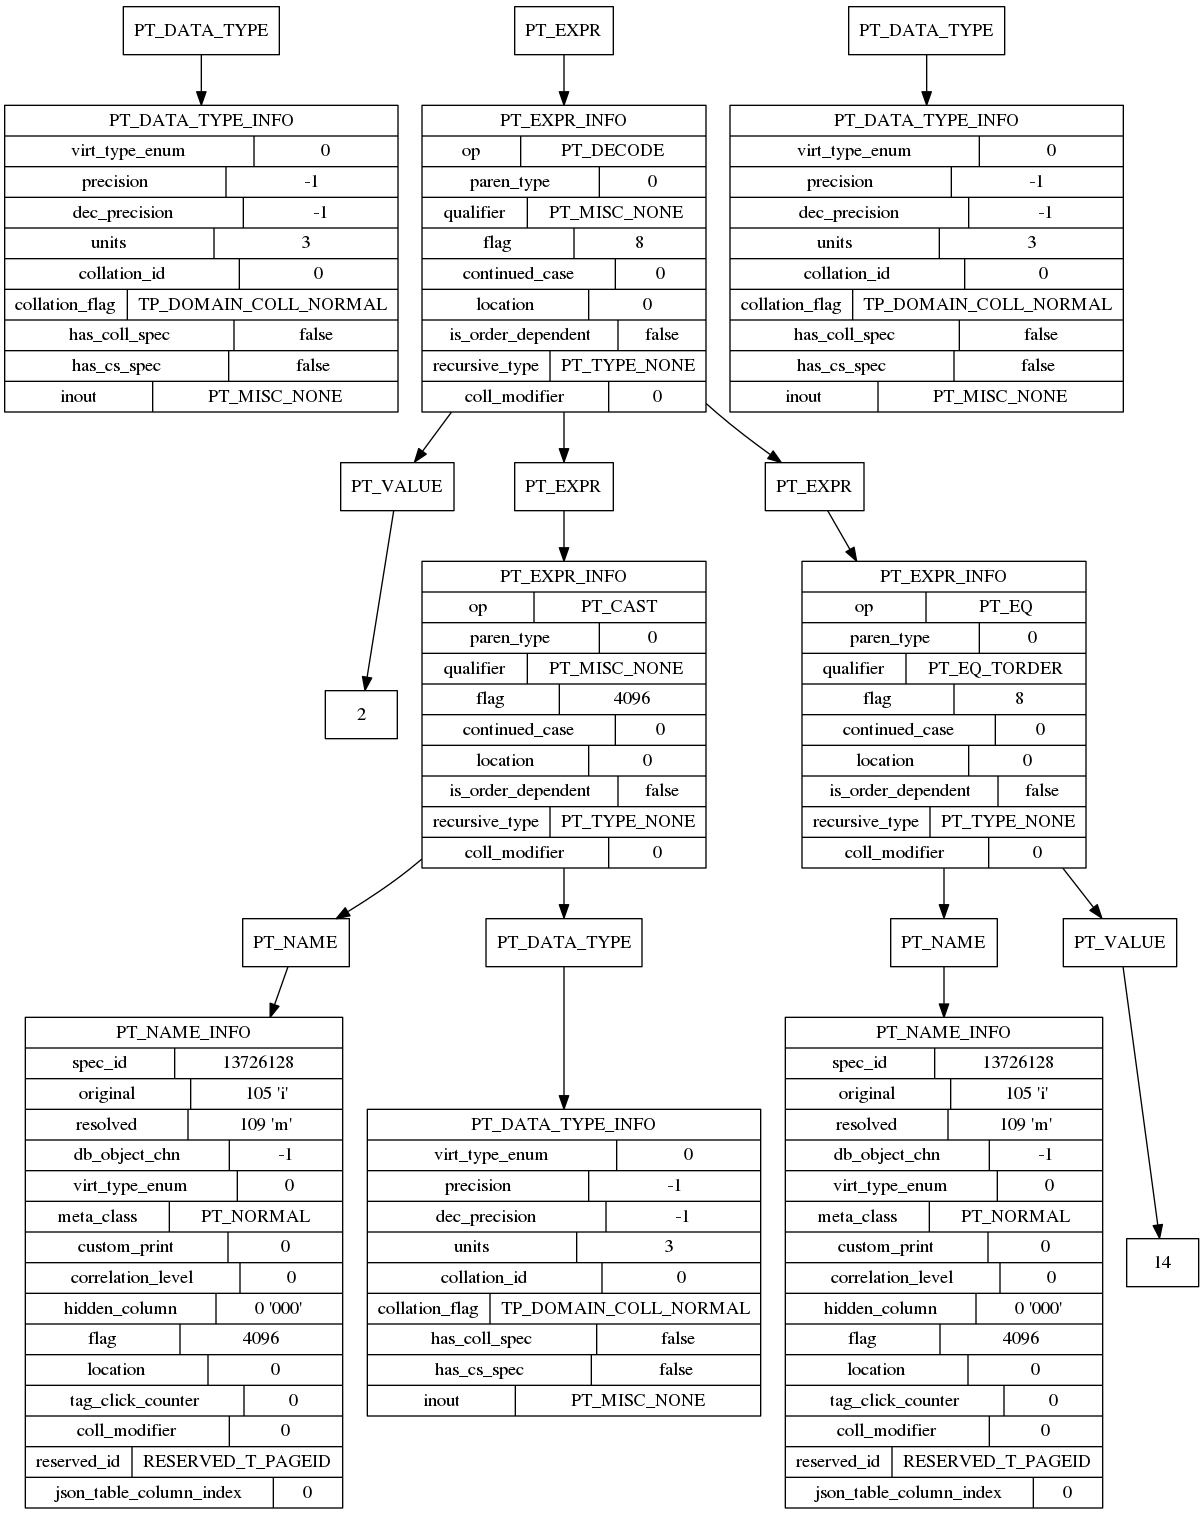 PT_DATA_TYPE
PT_EXPR
PT_DATA_TYPE
PT_DATA_TYPE_INFO
virt_type_enum 0
precision -1
dec_precision -1
units 3
collation_id 0
collation_flag TP_DOMAIN_COLL_NORMAL
has_coll_spec false
has_cs_spec false
inout PT_MISC_NONE
PT_EXPR_INFO
op PT_DECODE
paren_type 0
qualifier PT_MISC_NONE
flag 8
continued_case 0
location 0
is_order_dependent false
recursive_type PT_TYPE_NONE
coll_modifier 0
PT_DATA_TYPE_INFO
virt_type_enum 0
precision -1
dec_precision -1
units 3
collation_id 0
collation_flag TP_DOMAIN_COLL_NORMAL
has_coll_spec false
has_cs_spec false
inout PT_MISC_NONE
PT_VALUE
PT_EXPR
PT_EXPR
2
PT_EXPR_INFO
op PT_CAST
paren_type 0
qualifier PT_MISC_NONE
flag 4096
continued_case 0
location 0
is_order_dependent false
recursive_type PT_TYPE_NONE
coll_modifier 0
PT_EXPR_INFO
op PT_EQ
paren_type 0
qualifier PT_EQ_TORDER
flag 8
continued_case 0
location 0
is_order_dependent false
recursive_type PT_TYPE_NONE
coll_modifier 0
PT_NAME
PT_DATA_TYPE
PT_NAME
PT_VALUE
PT_NAME_INFO
spec_id 13726128
original 105 'i'
resolved 109 'm'
db_object_chn -1
virt_type_enum 0
meta_class PT_NORMAL
custom_print 0
correlation_level 0
hidden_column 0 '000'
flag 4096
location 0
tag_click_counter 0
coll_modifier 0
reserved_id RESERVED_T_PAGEID
json_table_column_index 0
PT_DATA_TYPE_INFO
virt_type_enum 0
precision -1
dec_precision -1
units 3
collation_id 0
collation_flag TP_DOMAIN_COLL_NORMAL
has_coll_spec false
has_cs_spec false
inout PT_MISC_NONE
PT_NAME_INFO
spec_id 13726128
original 105 'i'
resolved 109 'm'
db_object_chn -1
virt_type_enum 0
meta_class PT_NORMAL
custom_print 0
correlation_level 0
hidden_column 0 '000'
flag 4096
location 0
tag_click_counter 0
coll_modifier 0
reserved_id RESERVED_T_PAGEID
json_table_column_index 0
14